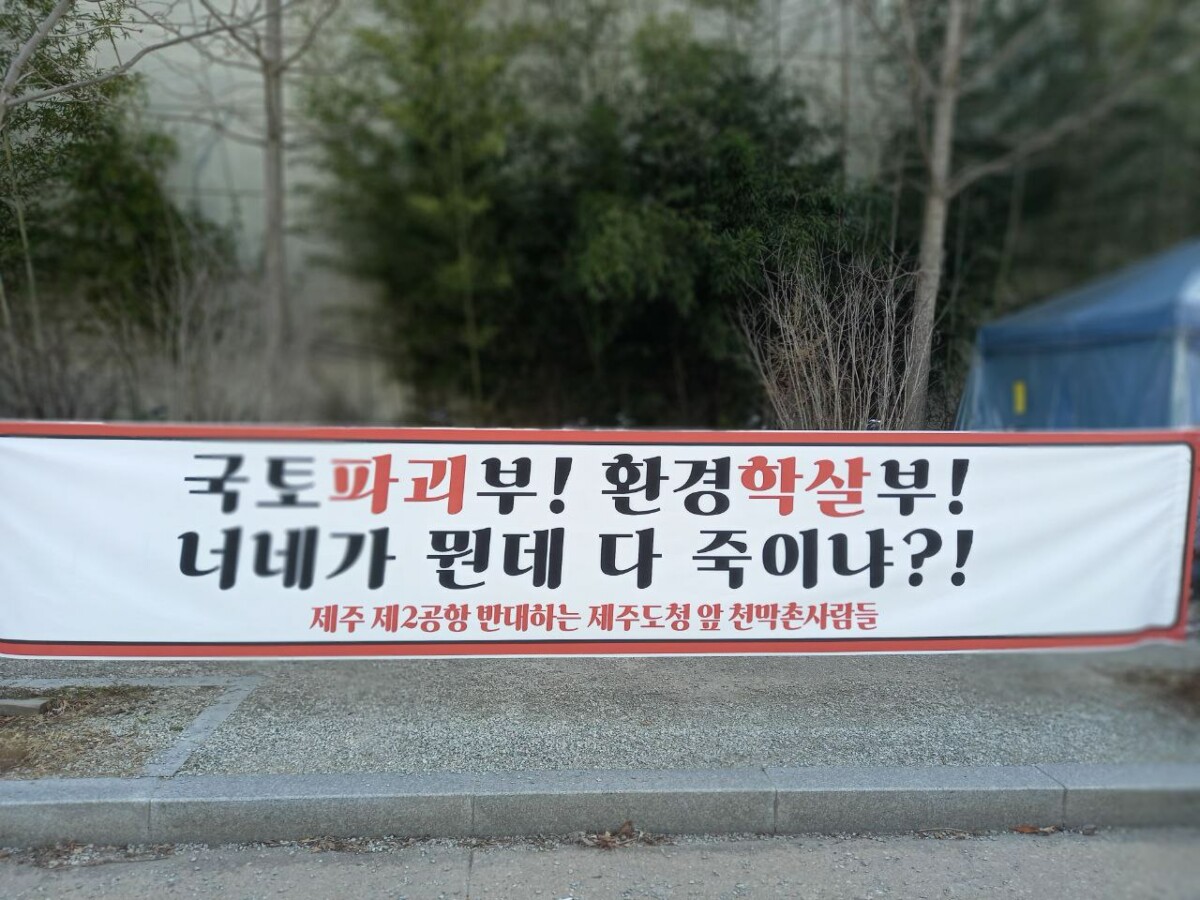 국토파괴부! 환경학살부!
너네가 뭔데 다 죽이냐?!
제주 제2공항 반대하는 제주도청 앞 천막촌사람들